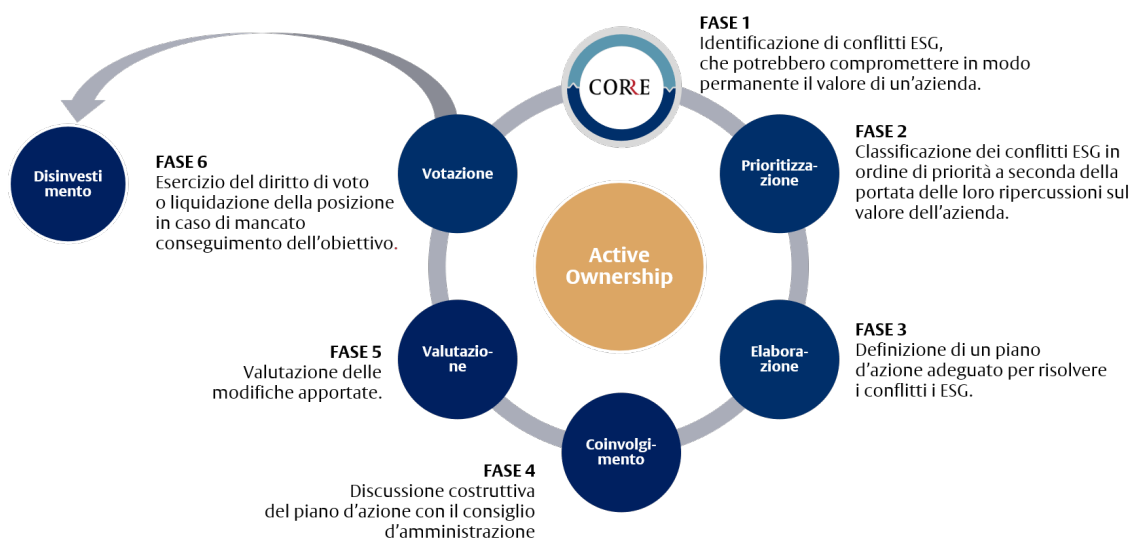 FASE 1
Identificazione di conflitti ESG,
che potrebbero compromettere in modo
permanente il valore di un'azienda.
CORRE
FASE 2
Classificazione dei conflitti ESG in
ordine di priorità a seconda della
portata delle loro ripercussioni sul
valore dell'azienda.
Prioritizza-
zione
FASE 3
Definizione di un piano
d'azione adeguato per risolvere
i conflitti i ESG.
Elabora-
zione
FASE 4
Discussione costruttiva
del piano d'azione con il consiglio
d'amministrazione
Coinvolgi-
mento
FASE 5
Valutazione delle
modifiche apportate.
Valutazio-
ne
FASE 6
Esercizio del diritto di voto
o liquidazione della posizione
in caso di mancato
conseguimento dell'obiettivo.
Votazione
Disinvesti
mento
Active
Ownership